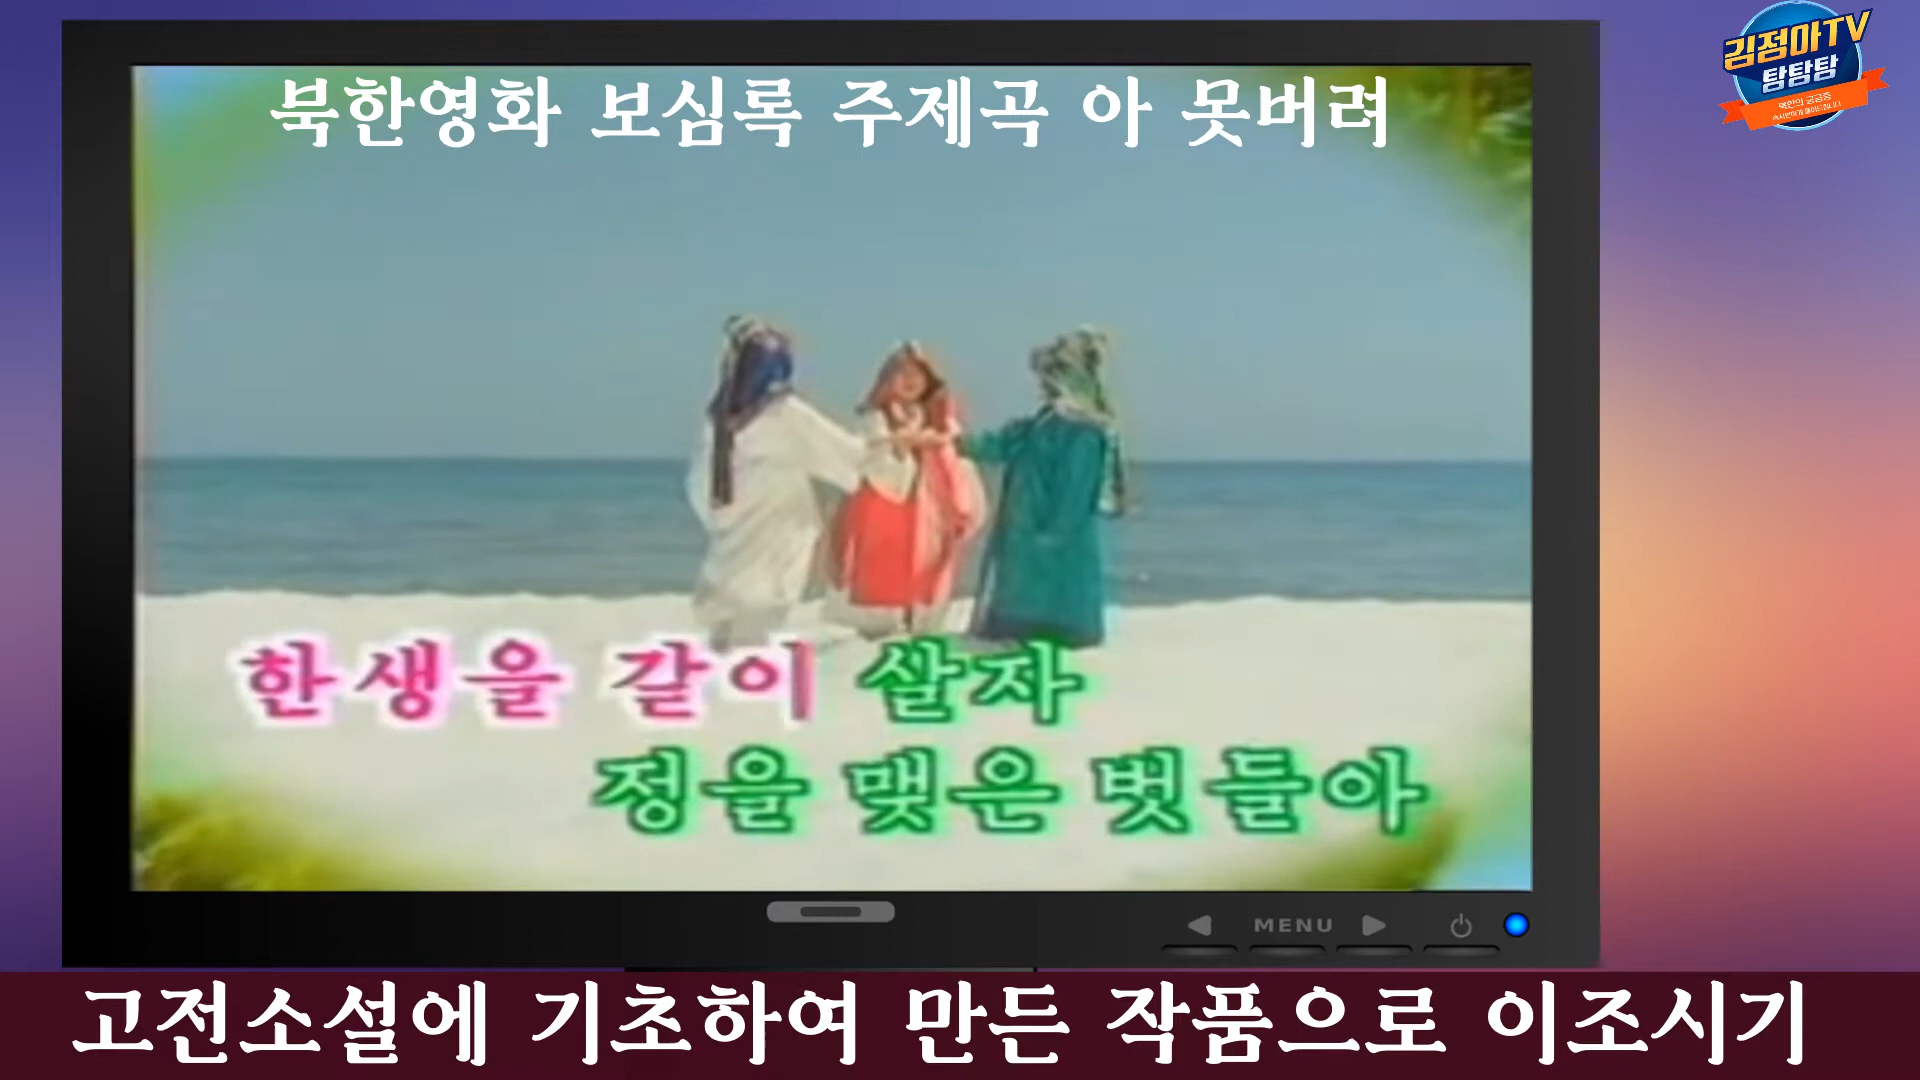 북한영화 보심록 주제곡 아 못버려
김정아TV
탐탐탐
한생을 같이 살자
정을 맺은 벗들아
MENU
고전소설에 기초하여 만든 작품으로 이조시기